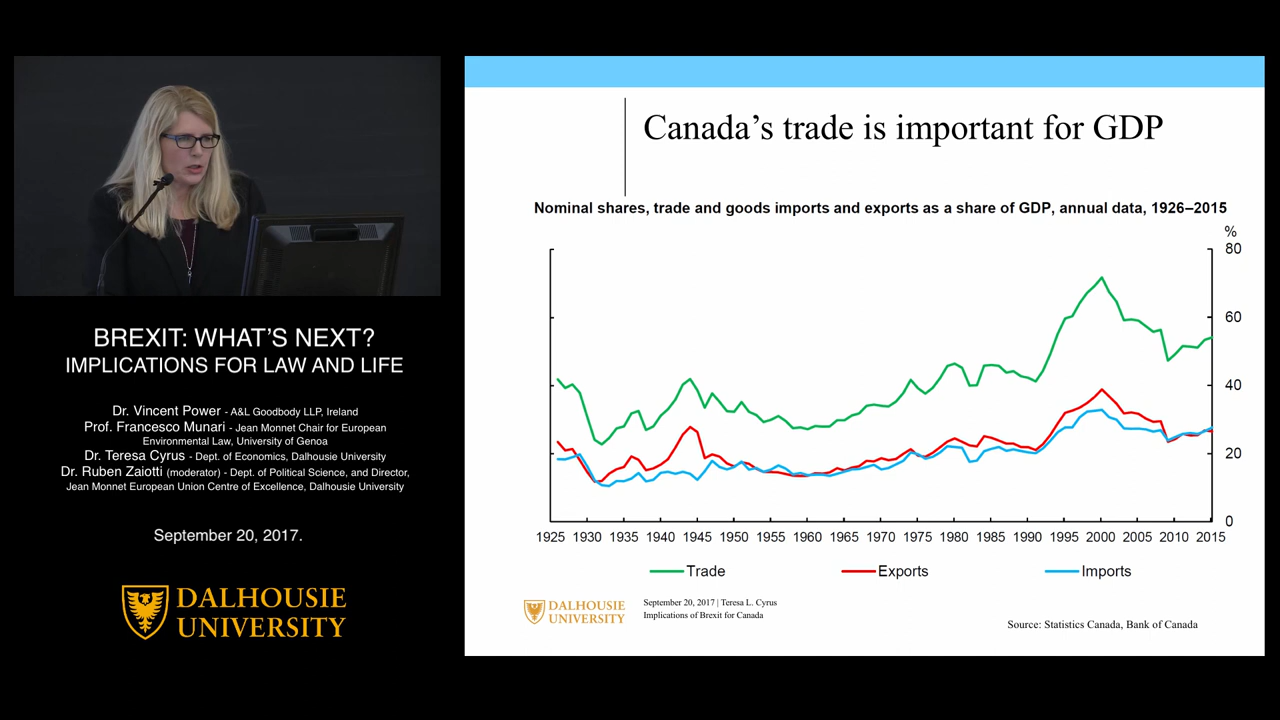 BREXIT: WHAT'S NEXT?
IMPLICATIONS FOR LAW AND LIFE
Dr. Vincent Power - A&L Goodbody LLP, Ireland
Prof. Francesco Munari - Jean Monnet Chair for European
Environmental Law, University of Genoa
Dr. Teresa Cyrus - Dept. of Economics, Dalhousie University
Dr. Ruben Zaiotti (moderator) - Dept. of Political Science, and Director,
Jean Monnet European Union Centre of Excellence, Dalhousie University
September 20, 2017.
DALHOUSIE
UNIVERSITY
Canada's trade is important for GDP
Nominal shares, trade and goods imports and exports as a share of GDP, annual data, 1926–2015
%
80
60
40
20
0
1925 1930 1935 1940 1945 1950 1955 1960 1965 1970 1975 1980 1985 1990 1995 2000 2005 2010 2015
Trade Exports Imports
DALHOUSIE
UNIVERSITY
September 20, 2017 | Teresa L. Cyrus
Implications of Brexit for Canada
Source: Statistics Canada, Bank of Canada